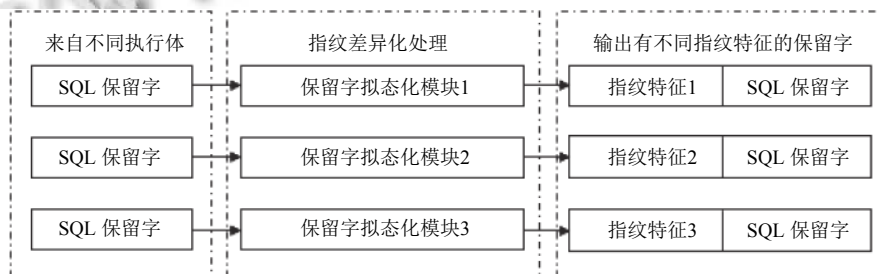 来自不同执行体
指纹差异化处理
输出有不同指纹特征的保留字
SQL 保留字
保留字拟态化模块1
指纹特征1
SQL 保留字
SQL 保留字
保留字拟态化模块2
指纹特征2
SQL 保留字
SQL 保留字
保留字拟态化模块3
指纹特征3
SQL 保留字